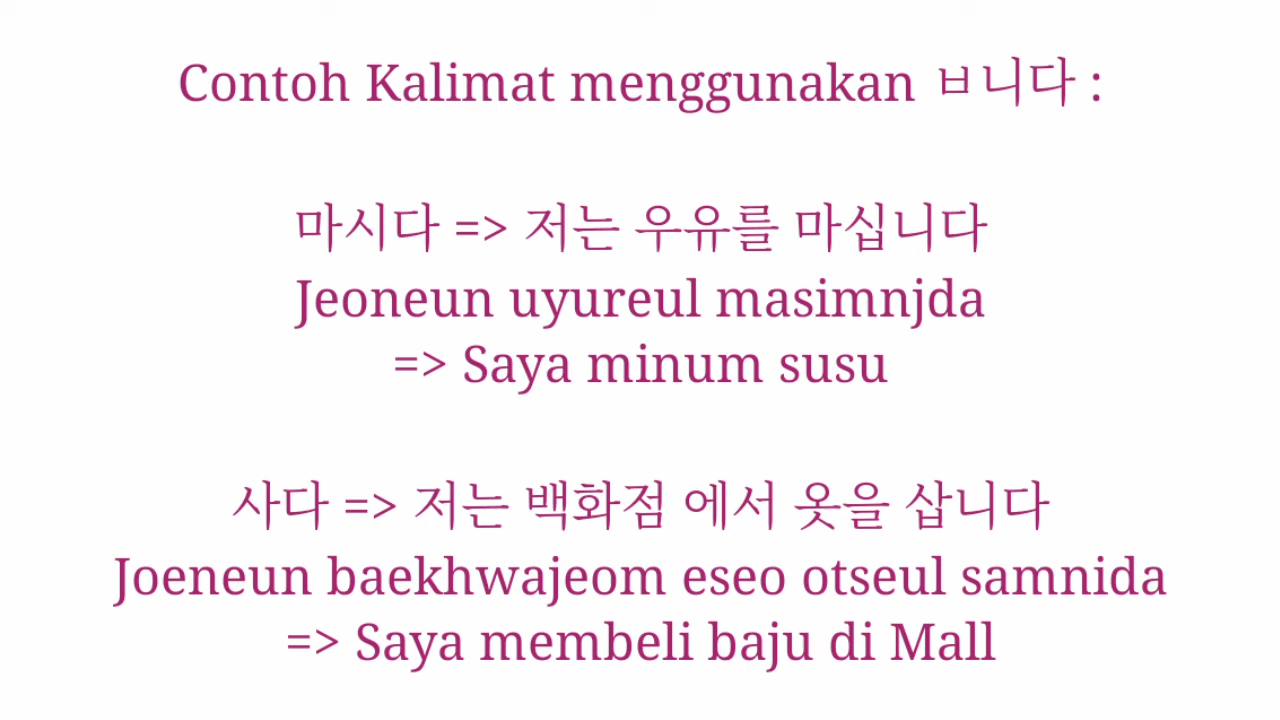 Contoh Kalimat menggunakan ㅂ니다 :
마시다 => 저는 우유를 마십니다
Jeoneun uyureul masimnjda
=> Saya minum susu
사다 => 저는 백화점 에서 옷을 삽니다
Joeneun baekhwajeom eseo otseul samnida
=> Saya membeli baju di Mall